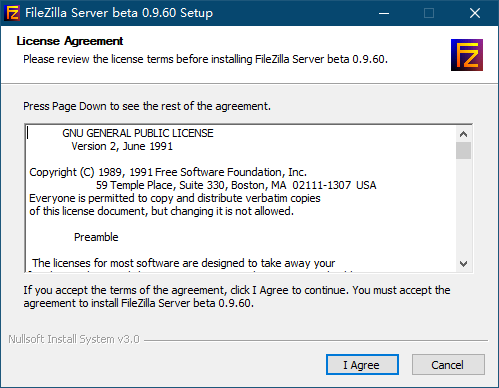 FileZilla Server beta 0.9.60 Setup
License Agreement
Please review the license terms before installing FileZilla Server beta 0.9.60.
FZ
Press Page Down to see the rest of the agreement.
GNU GENERAL PUBLIC LICENSE
Version 2, June 1991
Copyright (C) 1989, 1991 Free Software Foundation, Inc.
59 Temple Place, Suite 330, Boston, MA  02111-1307  USA
Everyone is permitted to copy and distribute verbatim copies
of this license document, but changing it is not allowed.
Preamble
The licenses for most software are designed to take away your
If you accept the terms of the agreement, click I Agree to continue. You must accept the
agreement to install FileZilla Server beta 0.9.60.
Nullsoft Install System v3.0
I Agree
Cancel